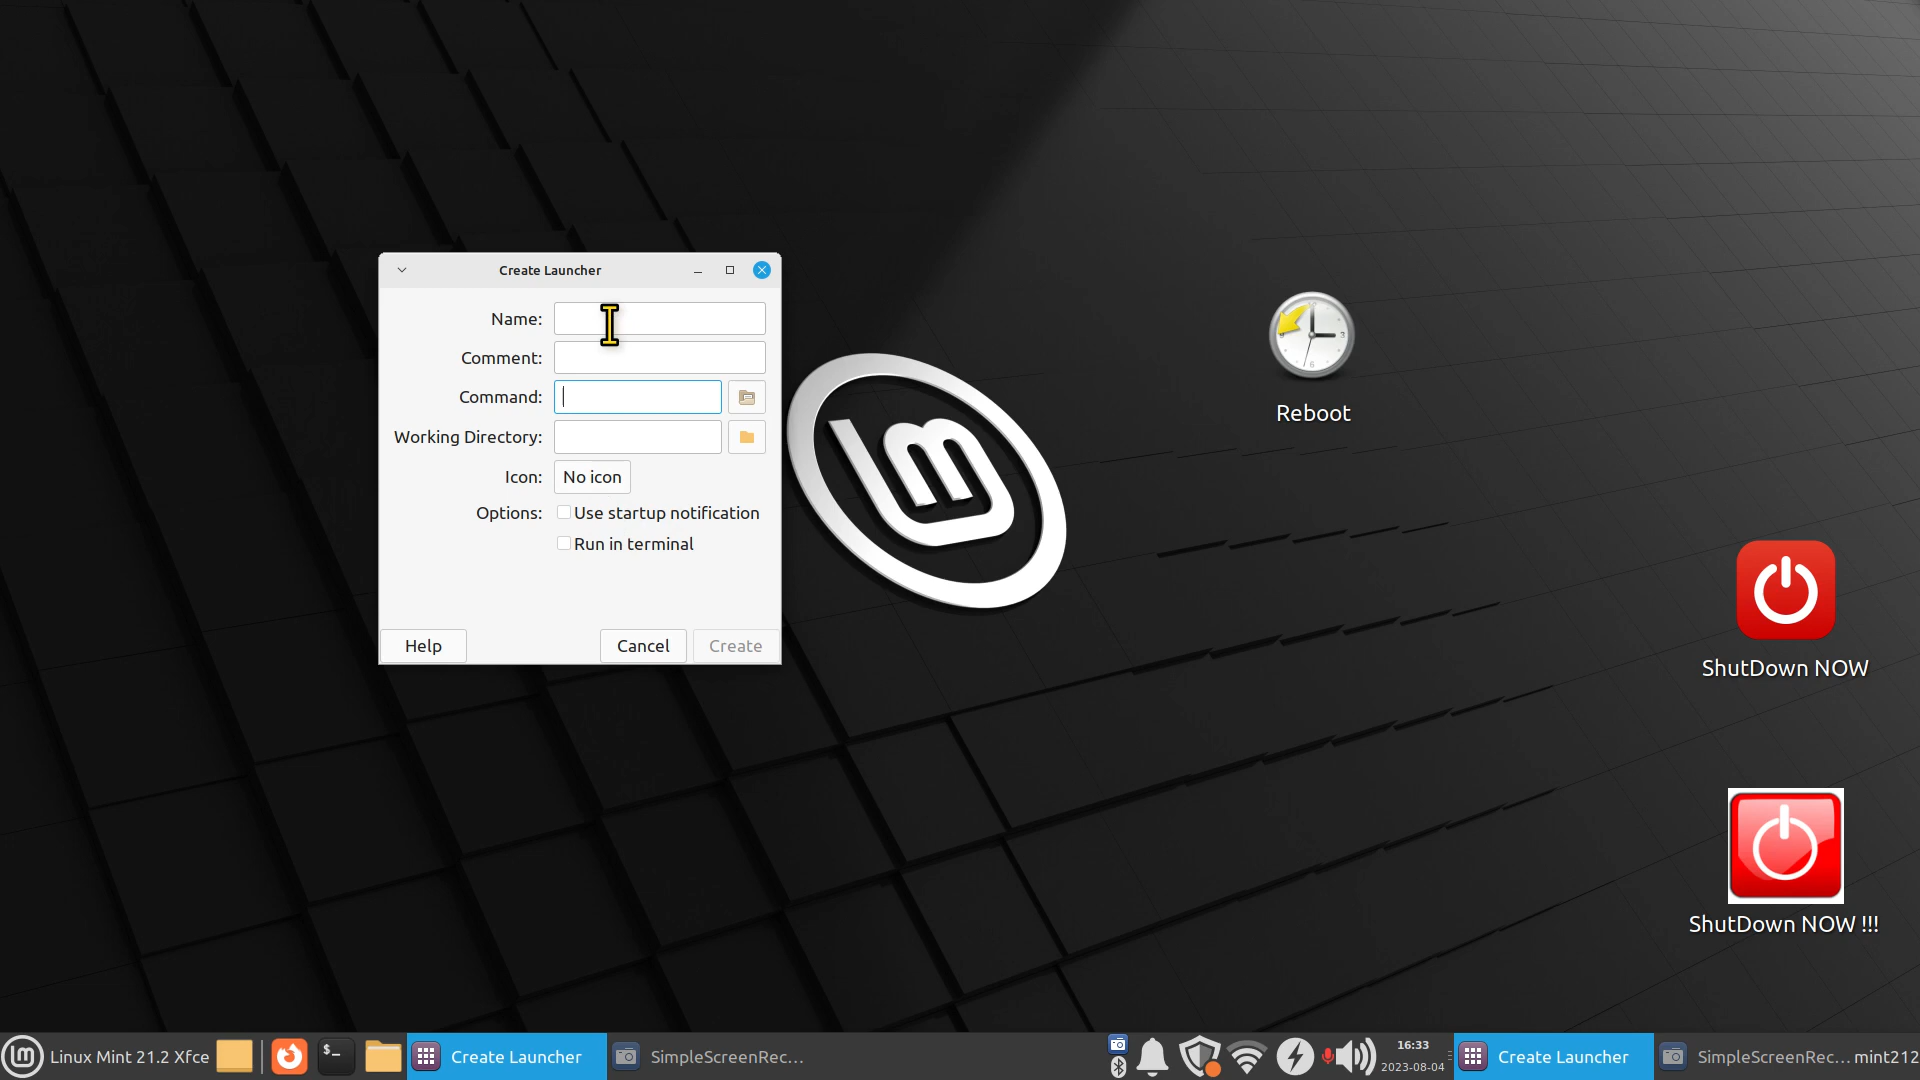 Create Launcher
Name:
Comment:
Command:
Working Directory:
Icon: No icon
Options: Use startup notification
Run in terminal
Help Cancel Create
Reboot
ShutDown NOW
ShutDown NOW !!!
Linux Mint 21.2 Xfce $_ Create Launcher SimpleScreenRec... 16:33 Create Launcher SimpleScreenRec... mint212
2023-08-04